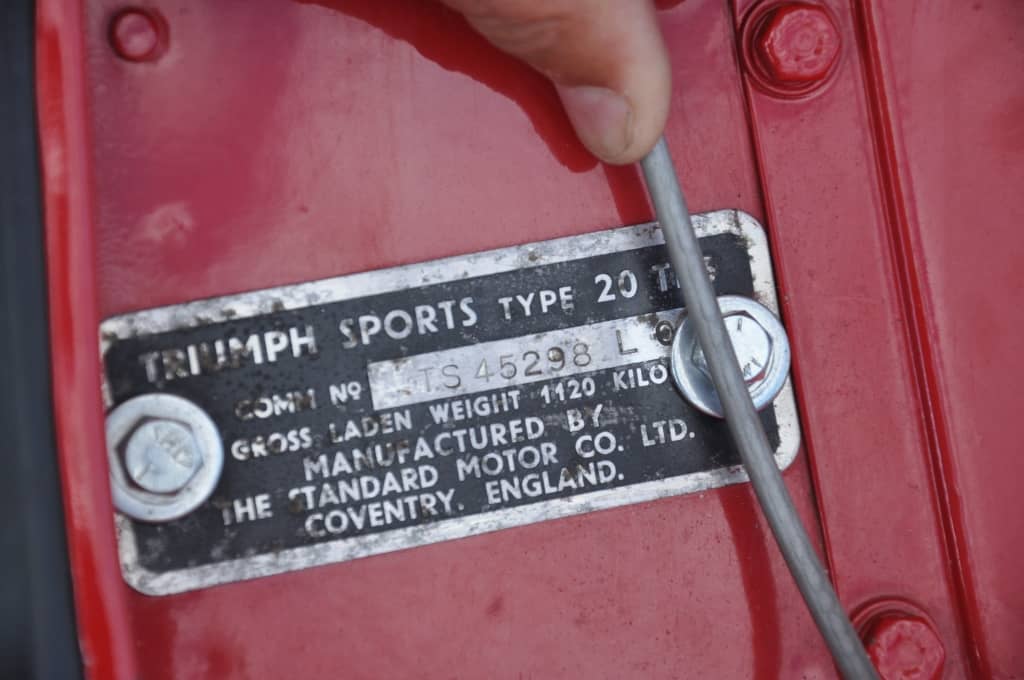 TRIUMPH SPORTS TYPE 20
COMM Nº TS 45298 L O
GROSS LADEN WEIGHT 1120 KILO
MANUFACTURED BY
THE STANDARD MOTOR CO. LTD.
COVENTRY. ENGLAND.